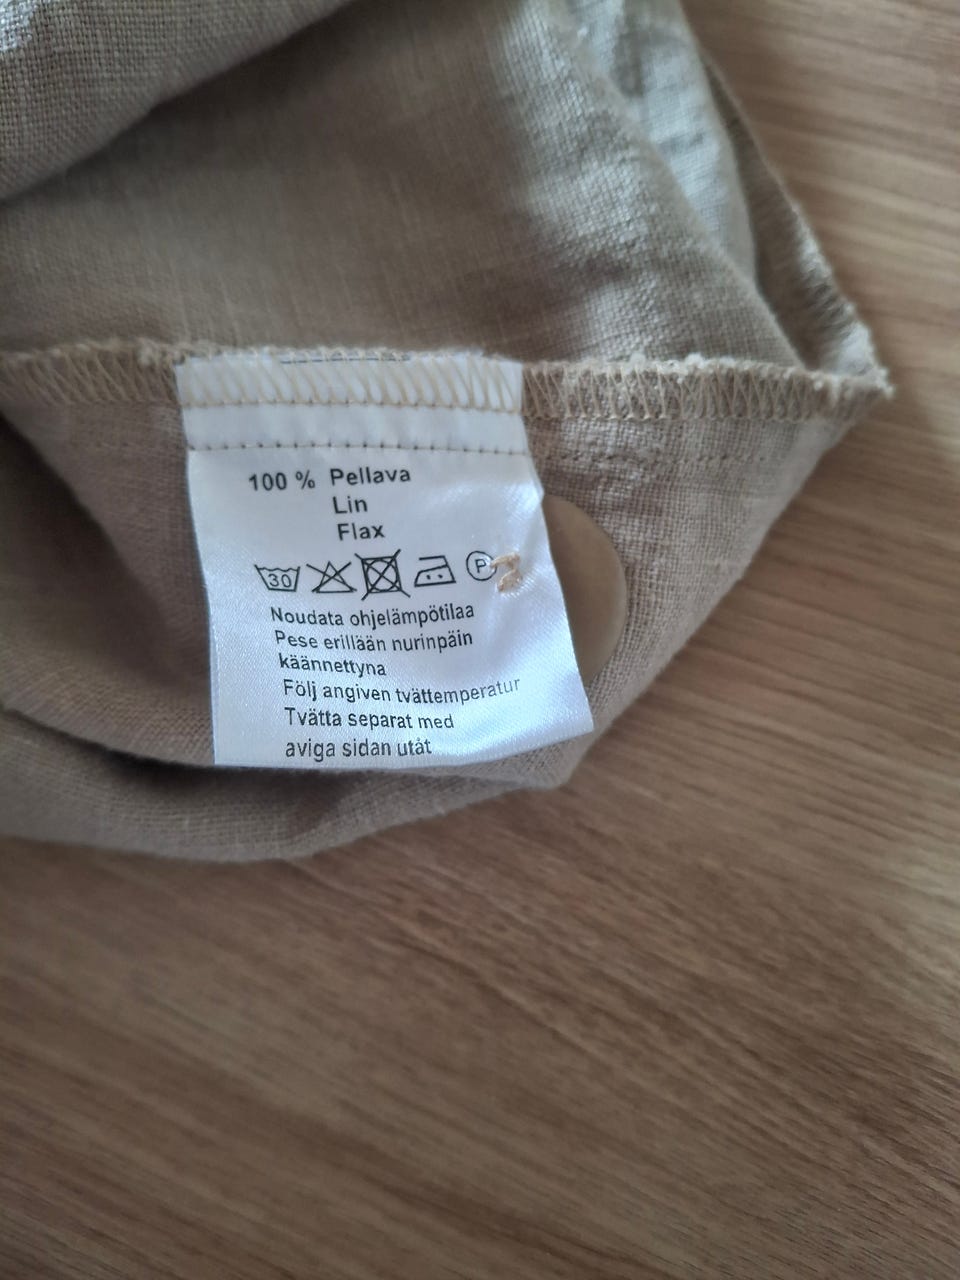 100 % Pellava
Lin
Flax
30 P
Noudata ohjelämpötilaa
Pese erillään nurinpäin
käännettyna
Följ angiven tvättemperatur
Tvätta separat med
aviga sidan utåt